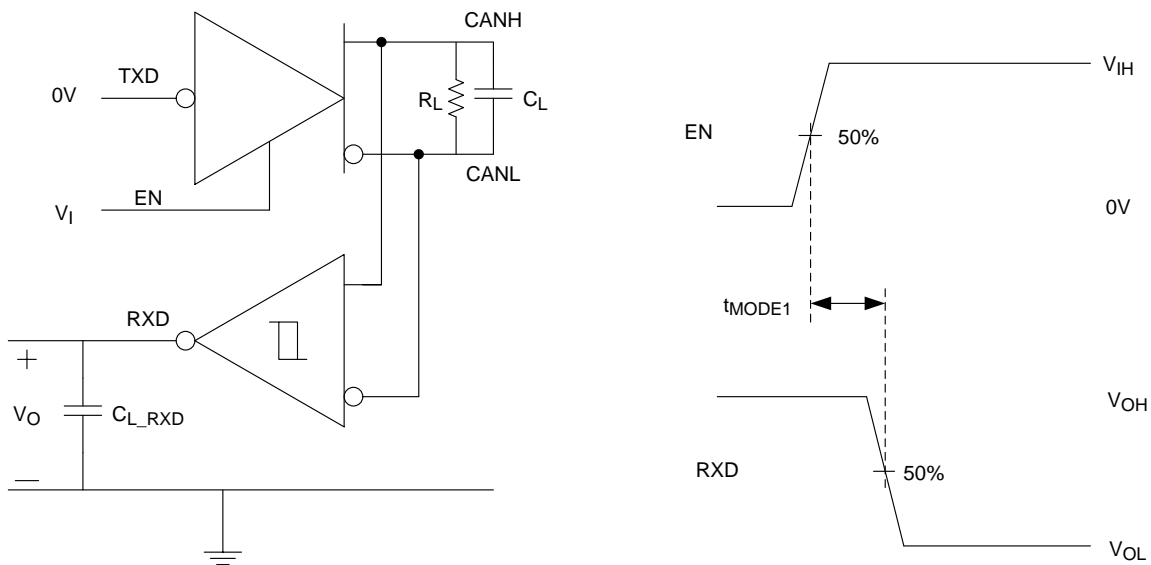 CANH
TXD
0V
RL
CL
CANL
EN
VI
RXD
+
VO
CL_RXD
—
VIH
EN
50%
0V
tMODE1
VOH
RXD
50%
VOL